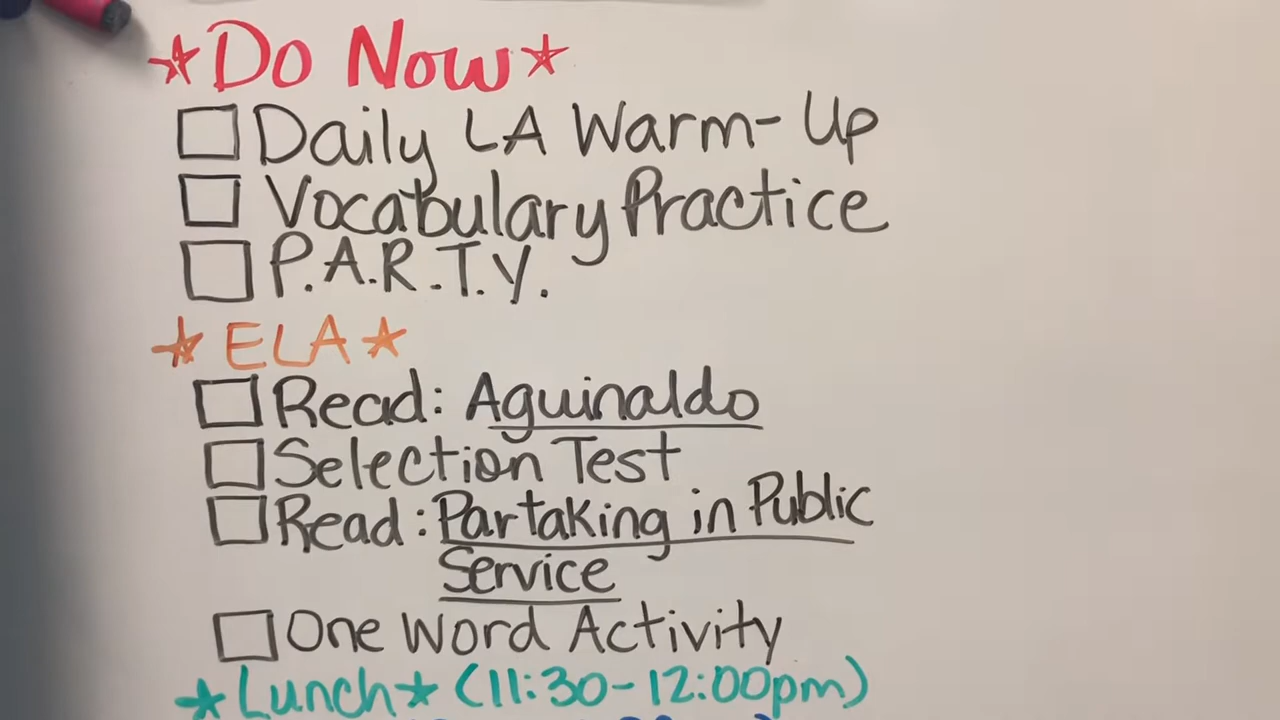 Do Now
Daily LA Warm-Up
Vocabulary Practice
P.A.R.T.Y.
ELA
Read: Aguinaldo
Selection Test
Read: Partaking in Public
Service
One Word Activity
Lunch (11:30-12:00pm)